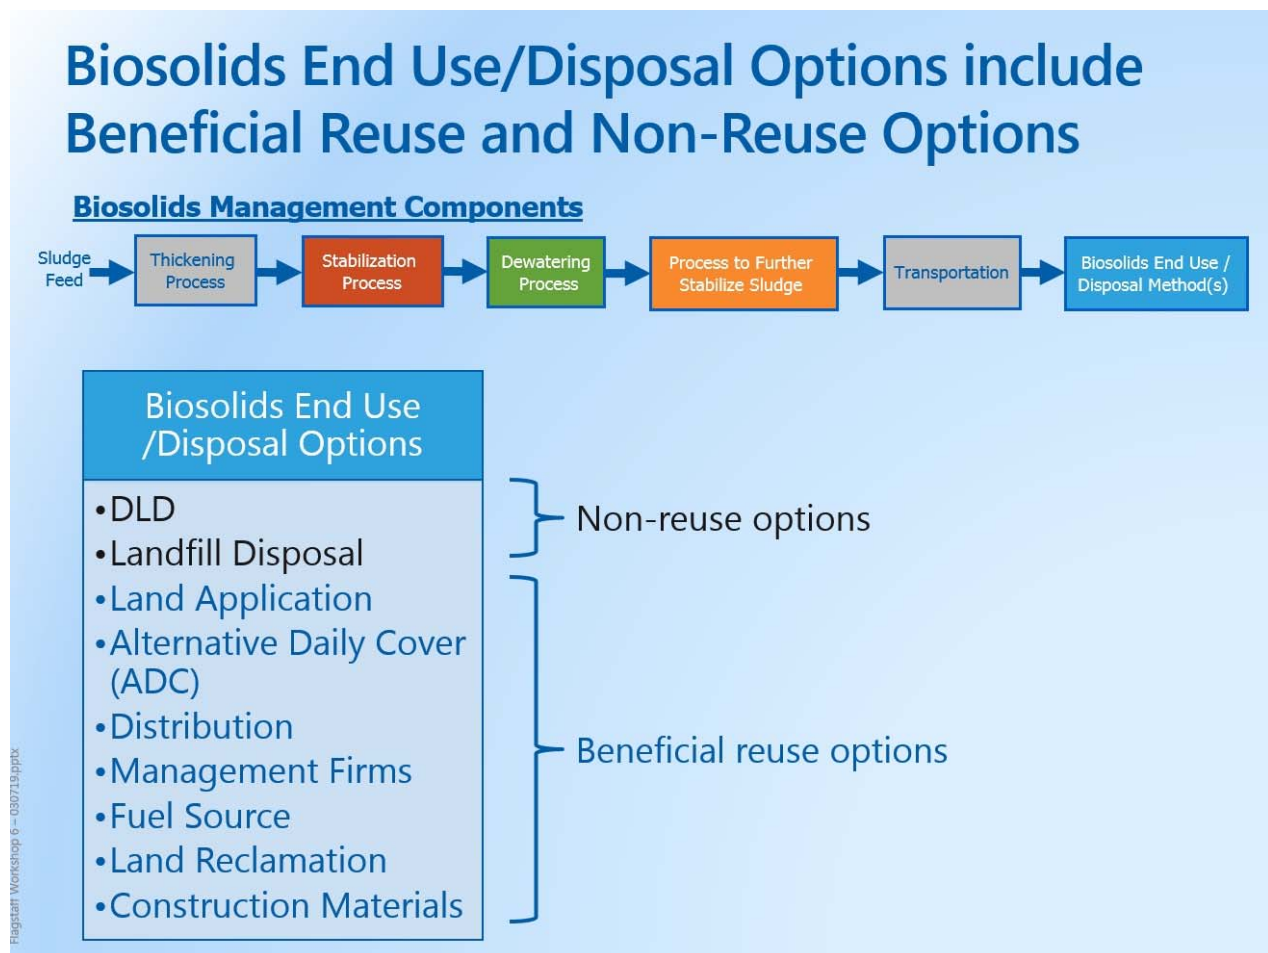 Biosolids End Use/Disposal Options include
Beneficial Reuse and Non-Reuse Options
Biosolids Management Components
Sludge
Feed
Thickening
Process
Stabilization
Process
Dewatering
Process
Process to Further
Stabilize Sludge
Transportation
Biosolids End Use /
Disposal Method(s)
Biosolids End Use
/Disposal Options
•DLD
•Landfill Disposal
•Land Application
•Alternative Daily Cover
(ADC)
•Distribution
•Management Firms
•Fuel Source
•Land Reclamation
•Construction Materials
Non-reuse options
Beneficial reuse options
Flagstaff Workshop 6 – 030719.pptx